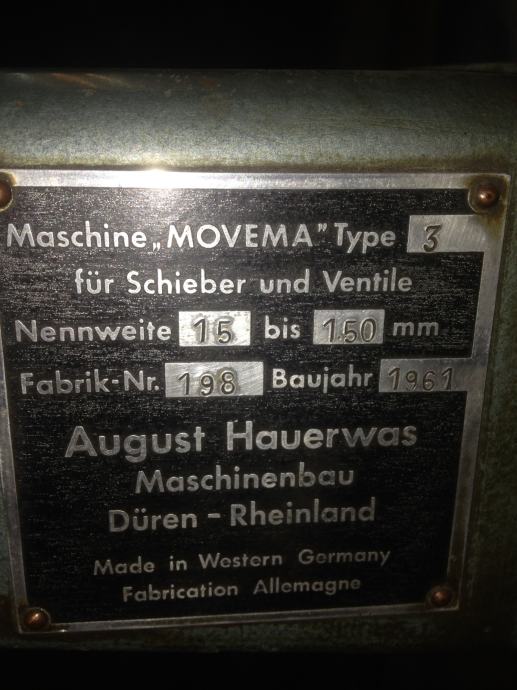 Maschine „MOVEMA” Type 3
für Schieber und Ventile
Nennweite 15 bis 150 mm
Fabrik-Nr. 198 Baujahr 1961
August Hauerwas
Maschinenbau
Düren - Rheinland
Made in Western Germany
Fabrication Allemagne